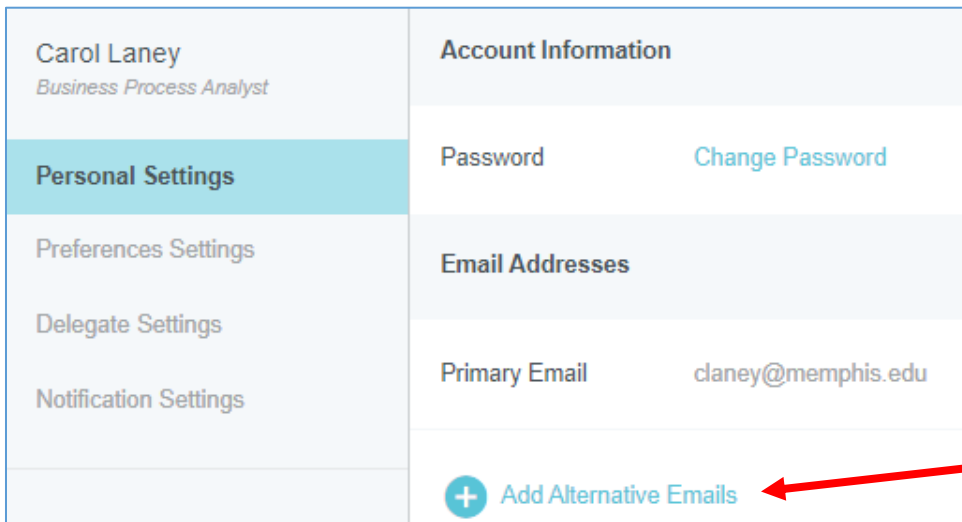 Carol Laney
Business Process Analyst
Personal Settings
Preferences Settings
Delegate Settings
Notification Settings
Account Information
Password Change Password
Email Addresses
Primary Email claney@memphis.edu
Add Alternative Emails